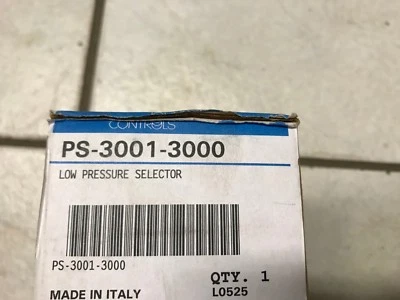 CONTROLS
PS-3001-3000
LOW PRESSURE SELECTOR
PS-3001-3000
QTY. 1
MADE IN ITALY
L0525